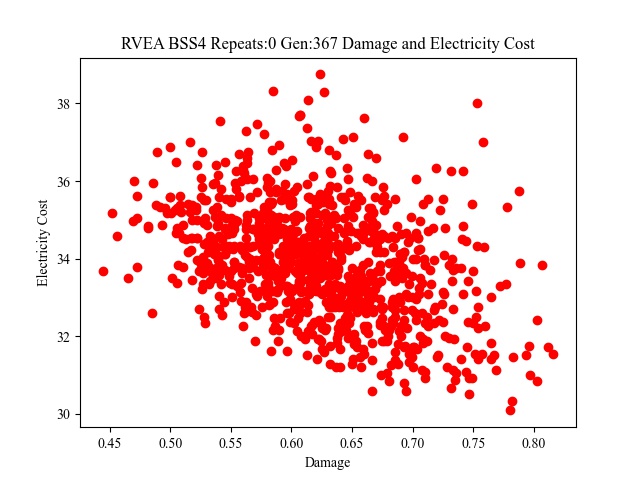 RVEA BSS4 Repeats:0 Gen:367 Damage and Electricity Cost
38
36
34
32
30
Electricity Cost
0.45 0.50 0.55 0.60 0.65 0.70 0.75 0.80
Damage